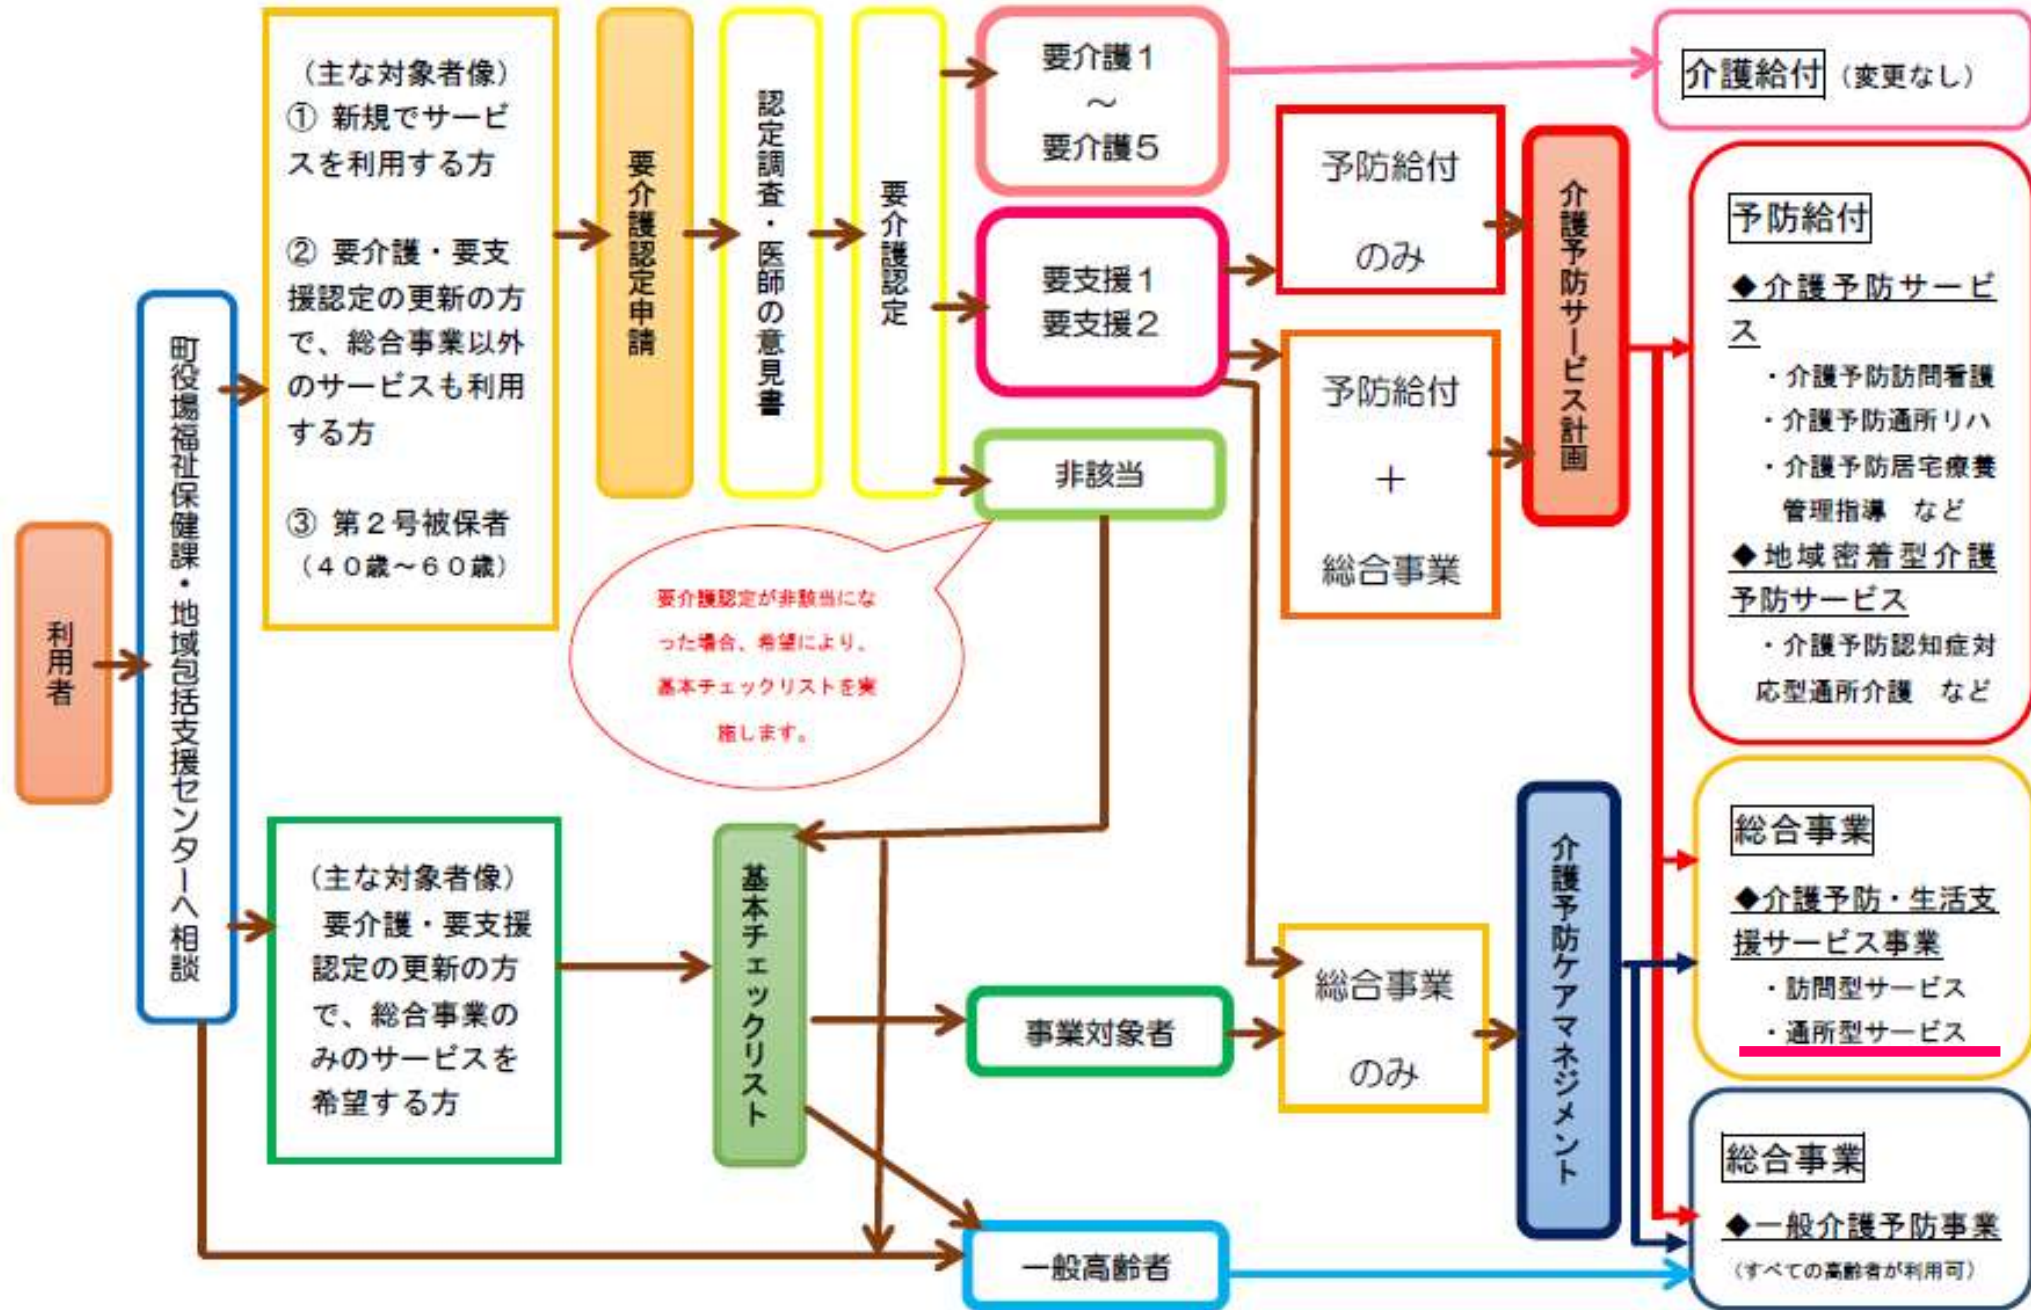 利用者
町役場福祉保健課・地域包括支援センターへ相談
（主な対象者像）
① 新規でサービ
スを利用する方
② 要介護・要支
援認定の更新の方
で、総合事業以外
のサービスも利用
する方
③ 第２号被保者
（４０歳～６０歳）
（主な対象者像）
要介護・要支援
認定の更新の方
で、総合事業の
みのサービスを
希望する方
要介護認定申請
認定調査・医師の意見書
要介護認定
要介護１
～
要介護５
要支援１
要支援２
非該当
要介護認定が非該当にな
った場合、希望により、
基本チェックリストを実
施します。
基本チェックリスト
事業対象者
一般高齢者
予防給付
のみ
予防給付
＋
総合事業
総合事業
のみ
介護予防サービス計画
介護予防ケアマネジメント
介護給付（変更なし）
予防給付
◆介護予防サービ
ス
・介護予防訪問看護
・介護予防通所リハ
・介護予防居宅療養
管理指導　など
◆地域密着型介護
予防サービス
・介護予防認知症対
応型通所介護　など
総合事業
◆介護予防・生活支
援サービス事業
・訪問型サービス
・通所型サービス
総合事業
◆一般介護予防事業
（すべての高齢者が利用可）